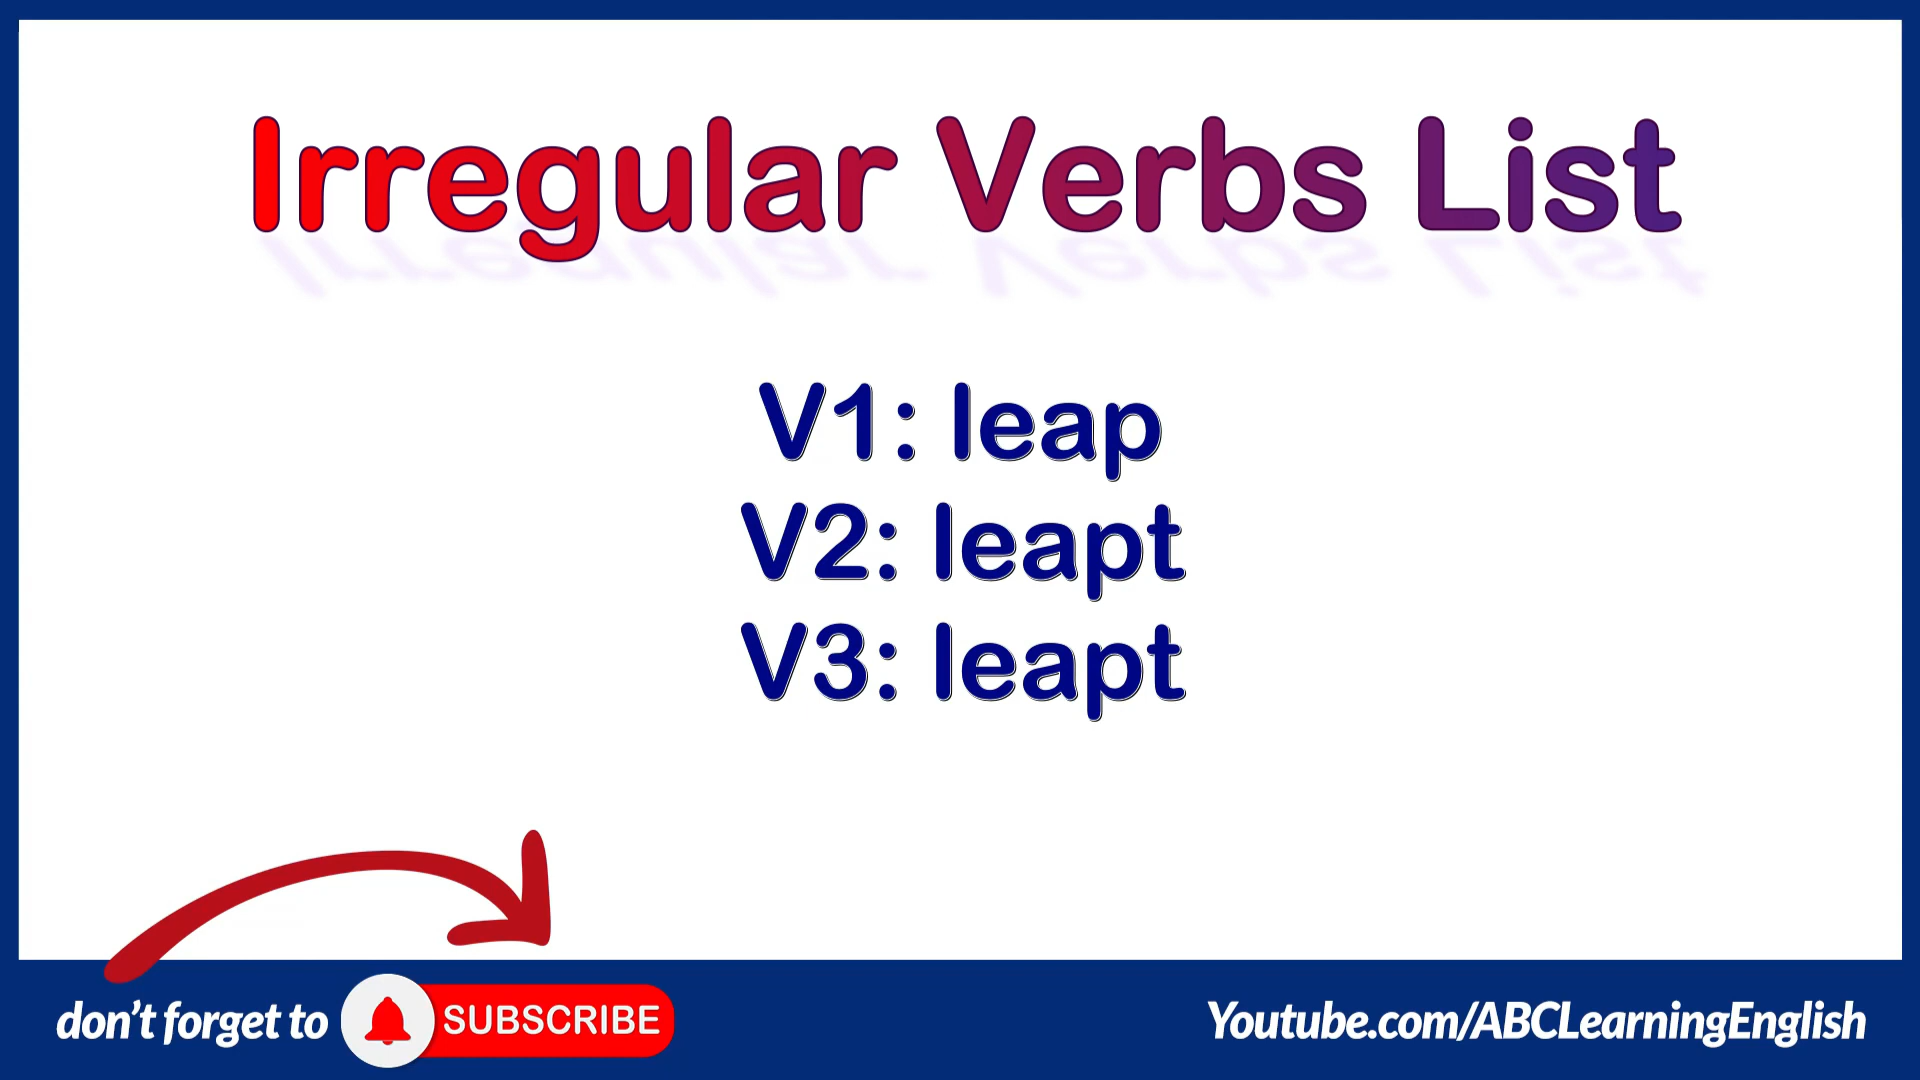 Irregular Verbs List
V1: leap
V2: leapt
V3: leapt
don't forget to SUBSCRIBE
Youtube.com/ABCLearningEnglish